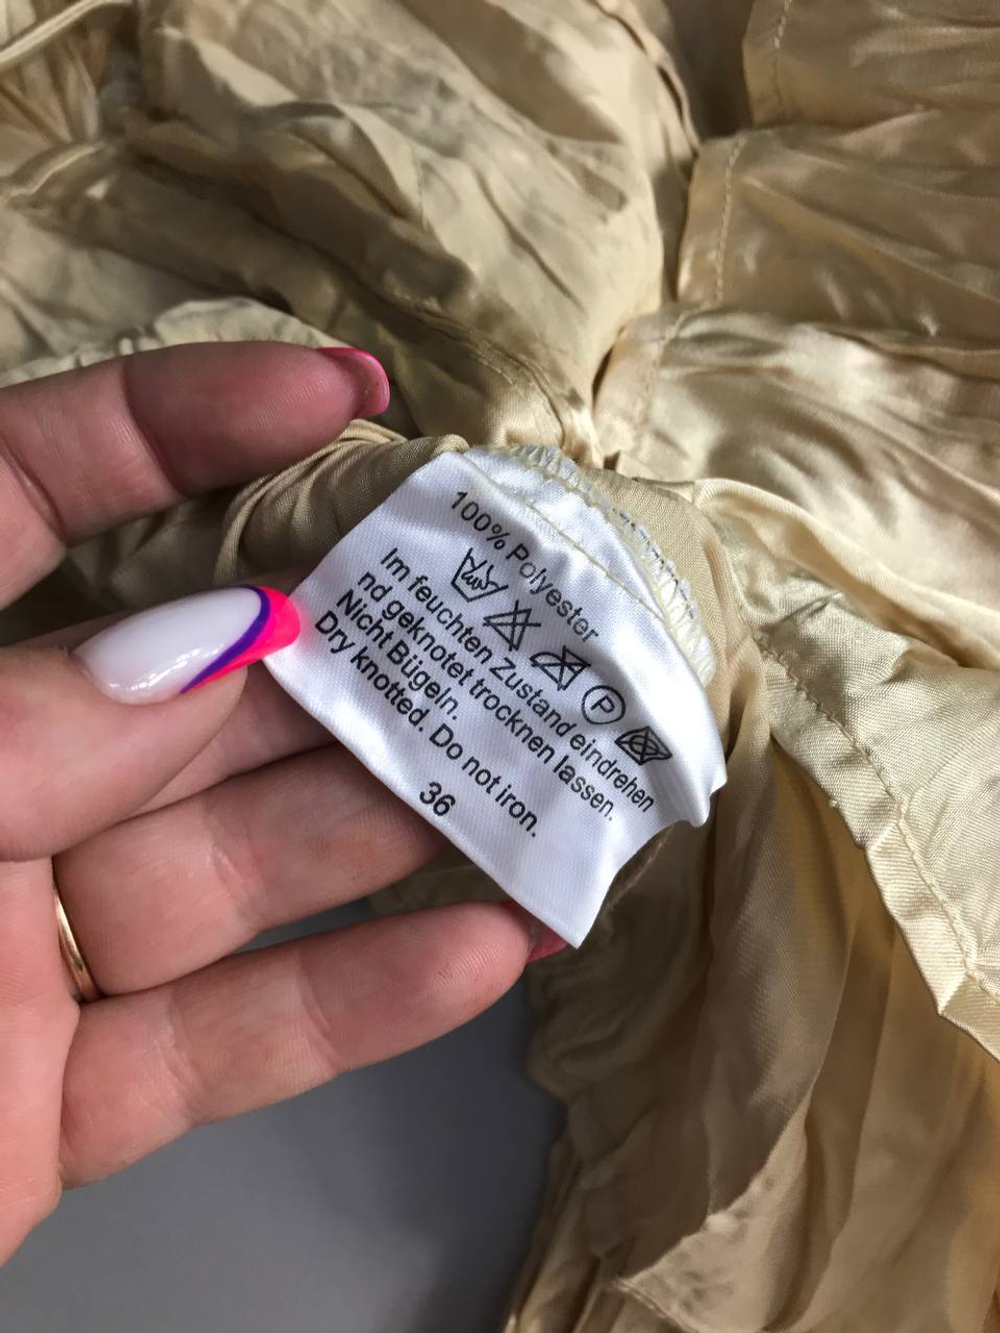 100% Polyester
P
Im feuchten Zustand eindrehen
nd geknotet trocknen lassen.
Nicht Bügeln.
Dry knotted. Do not iron.
36